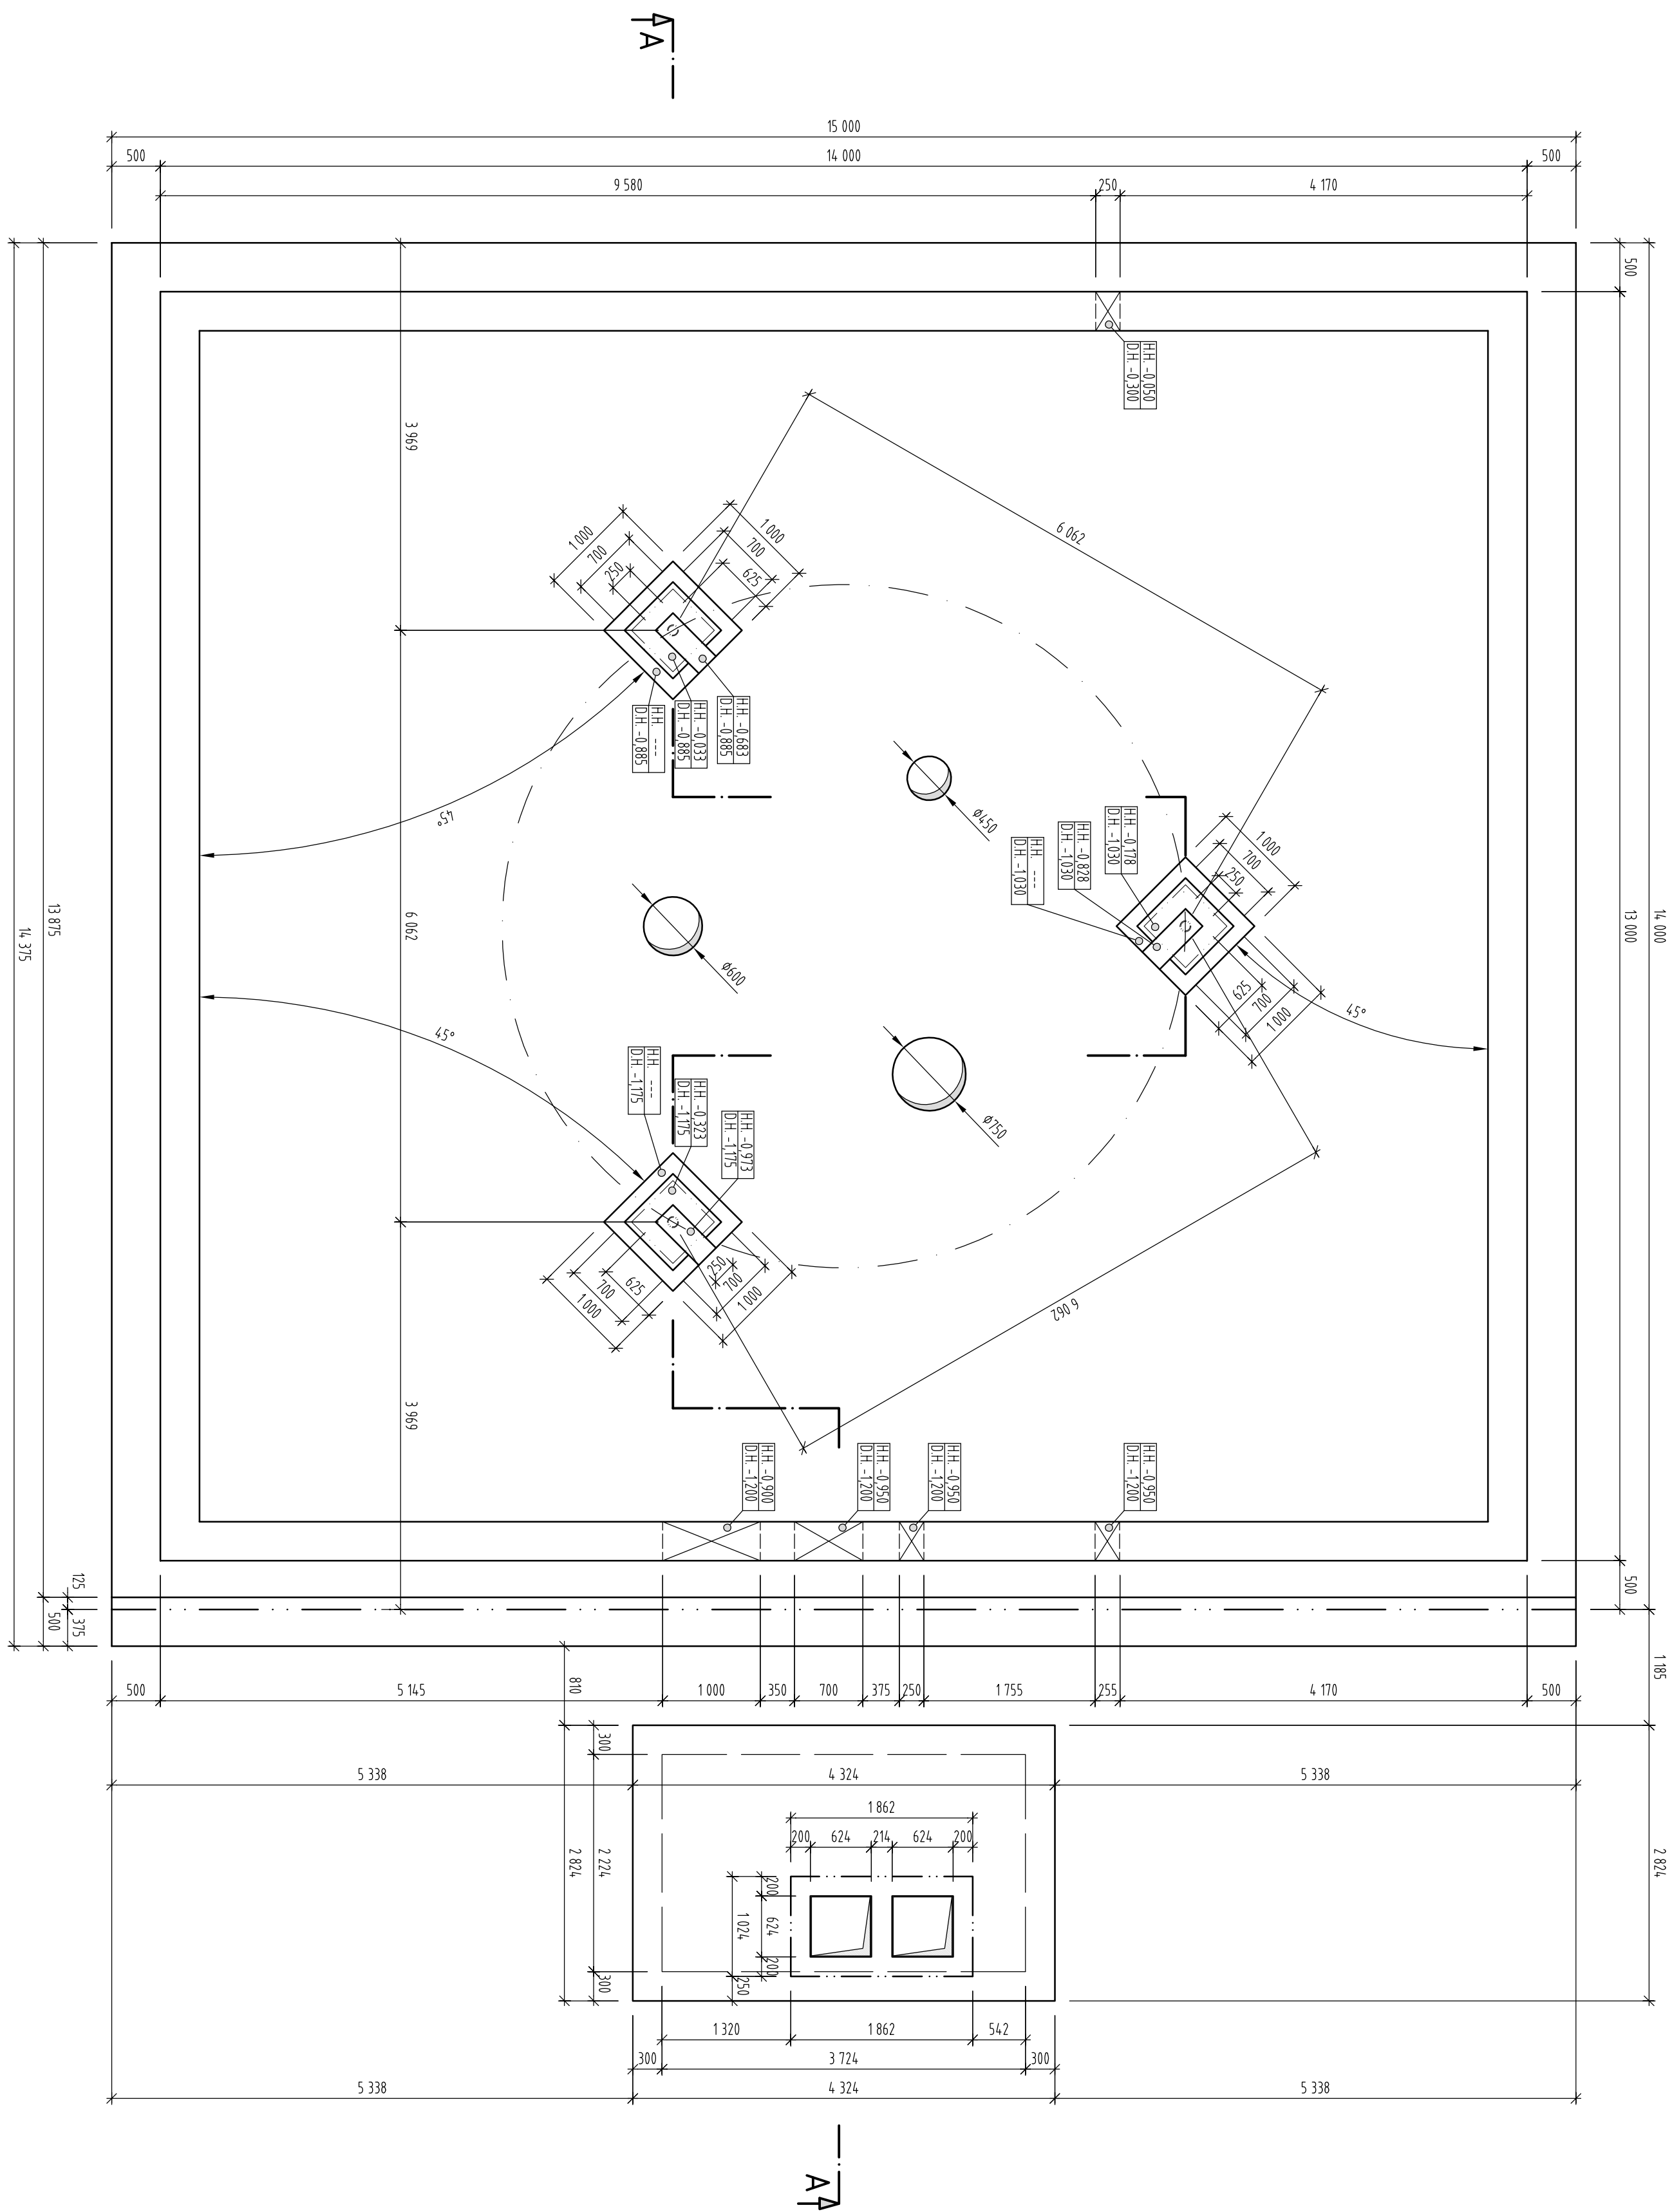 A
15 000
500
14 000
500
9 580
250
4 170
500
13 000
14 000
500
1 185
2 824
H.H. -0,050
D.H. -0,300
3 969
6 062
3 969
6 062
6 062
1 000
700
250
1 000
700
625
H.H. -0,683
D.H. -0,885
H.H. -0,033
D.H. -0,885
H.H. ---
D.H. -0,885
45°
ø450
ø600
ø750
H.H. -0,178
D.H. -1,030
H.H. -0,828
D.H. -1,030
H.H. ---
D.H. -1,030
1 000
700
250
625
700
1 000
45°
45°
H.H. ---
D.H. -1,175
H.H. -0,323
D.H. -1,175
H.H. -0,973
D.H. -1,175
250
700
1 000
625
700
1 000
H.H. -0,900
D.H. -1,200
H.H. -0,950
D.H. -1,200
H.H. -0,950
D.H. -1,200
H.H. -0,950
D.H. -1,200
13 875
14 375
125
375
500
810
500
5 145
1 000
350
700
375
250
1 755
255
4 170
500
5 338
4 324
5 338
300
2 224
300
2 824
1 862
200
624
214
624
200
200
624
200
1 024
250
1 320
1 862
542
300
3 724
300
5 338
4 324
5 338
A